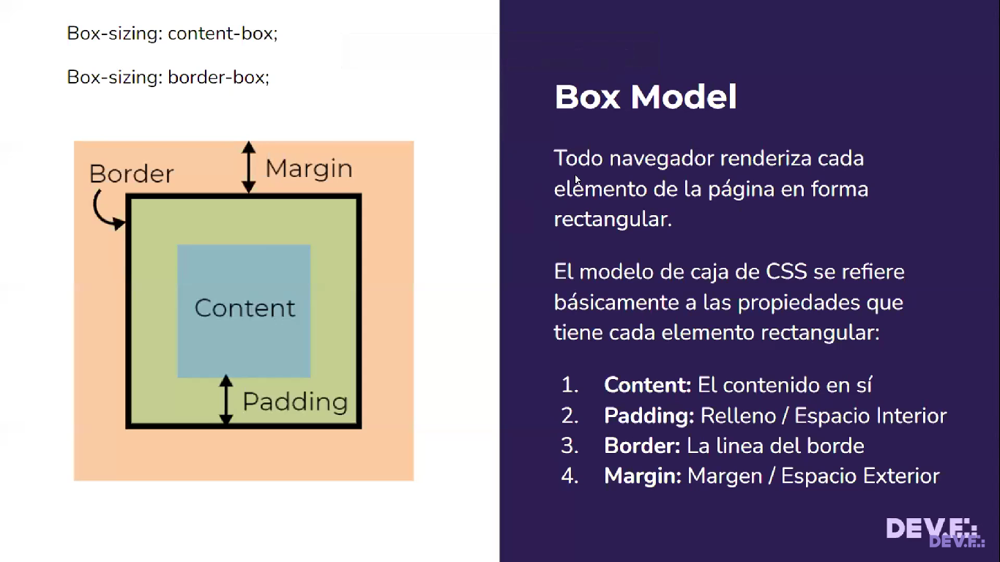 Box-sizing: content-box;
Box-sizing: border-box;
Border
Margin
Content
Padding
Box Model
Todo navegador renderiza cada
elemento de la página en forma
rectangular.
El modelo de caja de CSS se refiere
básicamente a las propiedades que
tiene cada elemento rectangular:
1. Content: El contenido en sí
2. Padding: Relleno / Espacio Interior
3. Border: La linea del borde
4. Margin: Margen / Espacio Exterior
DEV.F.:
DEV.F.: